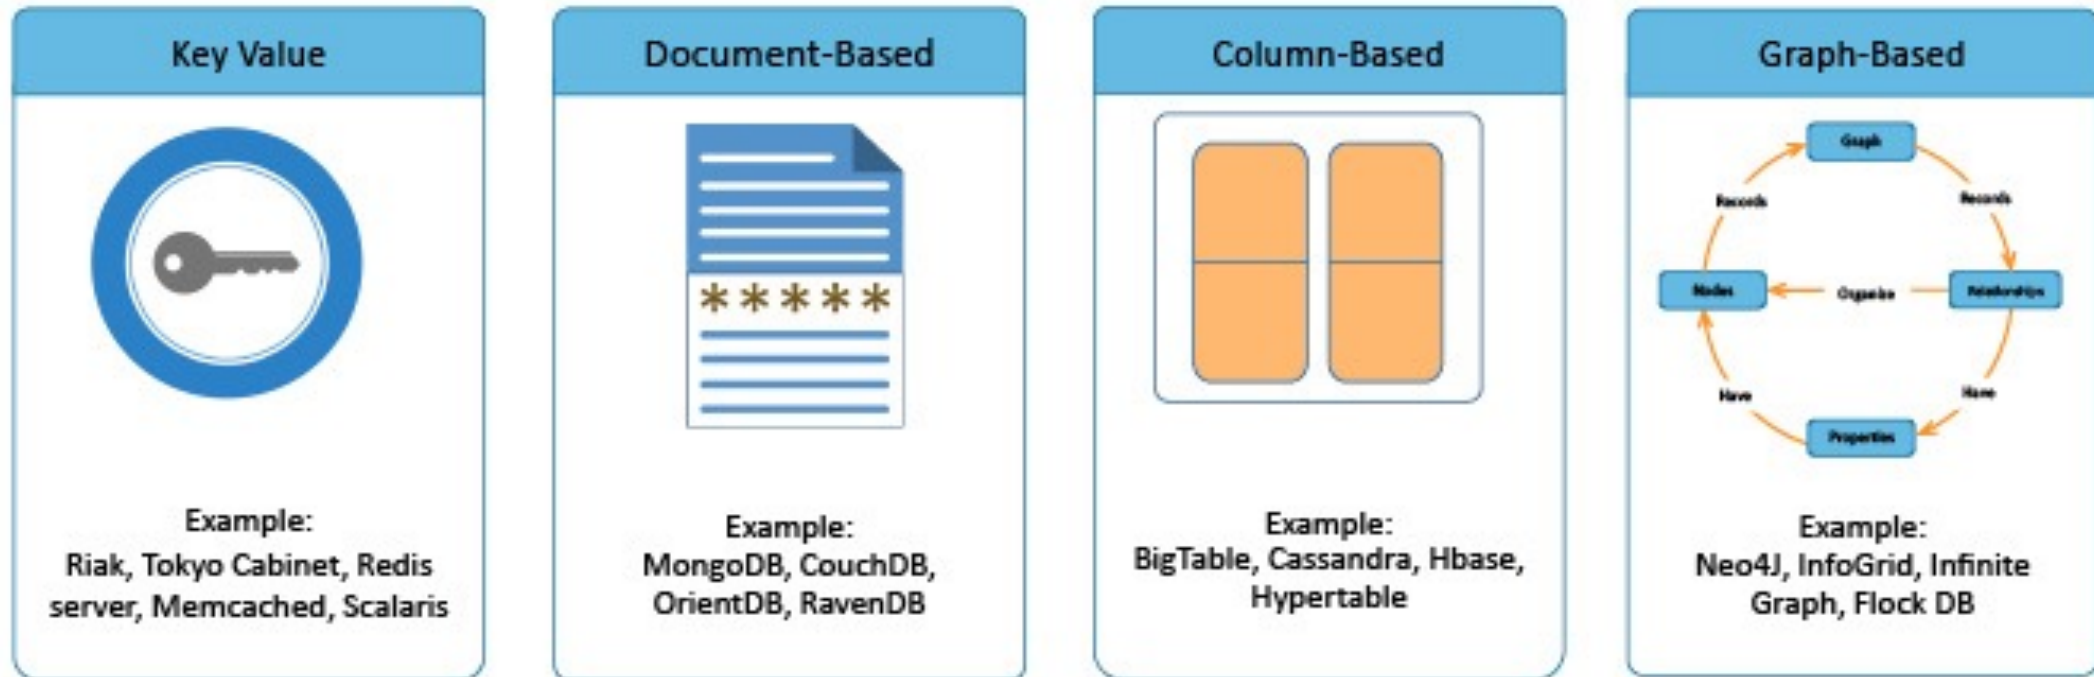 Key Value
Example:
Riak, Tokyo Cabinet, Redis
server, Memcached, Scalaris
Document-Based
*****
Example:
MongoDB, CouchDB,
OrientDB, RavenDB
Column-Based
Example:
BigTable, Cassandra, Hbase,
Hypertable
Graph-Based
Graph
Records
Records
Nodes
Organize
Relationships
Have
Have
Properties
Example:
Neo4J, InfoGrid, Infinite
Graph, Flock DB